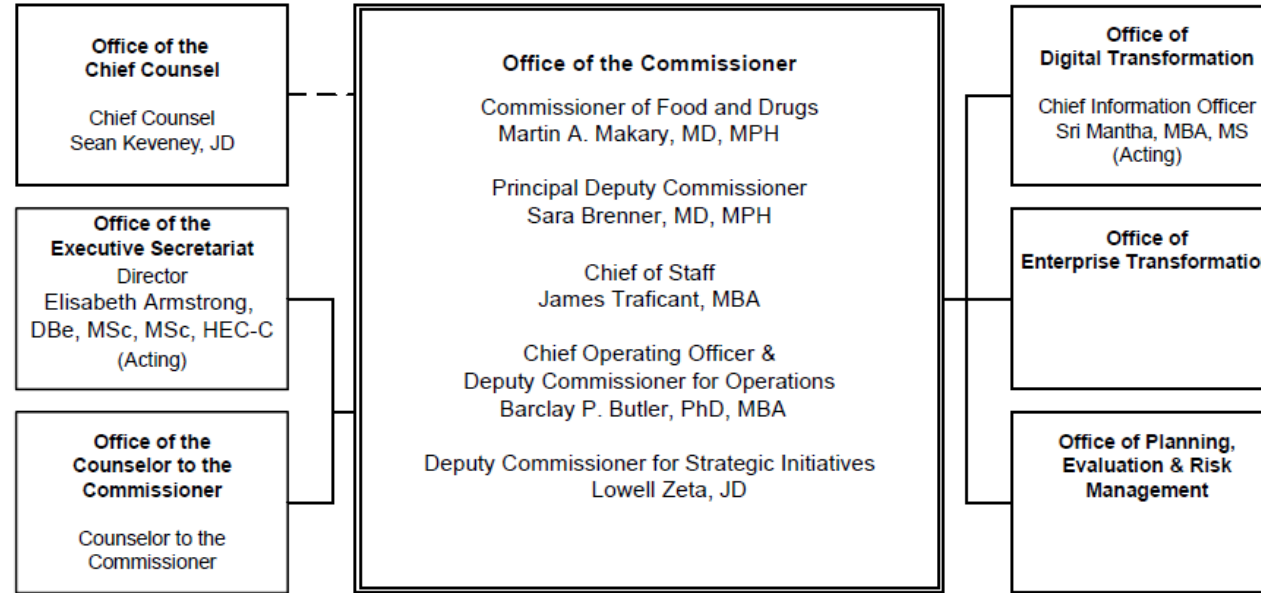 Office of the
Chief Counsel
Chief Counsel
Sean Keveney, JD
Office of the
Executive Secretariat
Director
Elisabeth Armstrong,
DBe, MSc, MSc, HEC-C
(Acting)
Office of the
Counselor to the
Commissioner
Counselor to the
Commissioner
Office of the Commissioner
Commissioner of Food and Drugs
Martin A. Makary, MD, MPH
Principal Deputy Commissioner
Sara Brenner, MD, MPH
Chief of Staff
James Traficant, MBA
Chief Operating Officer &
Deputy Commissioner for Operations
Barclay P. Butler, PhD, MBA
Deputy Commissioner for Strategic Initiatives
Lowell Zeta, JD
Office of
Digital Transformation
Chief Information Officer
Sri Mantha, MBA, MS
(Acting)
Office of
Enterprise Transformatio
Office of Planning,
Evaluation & Risk
Management